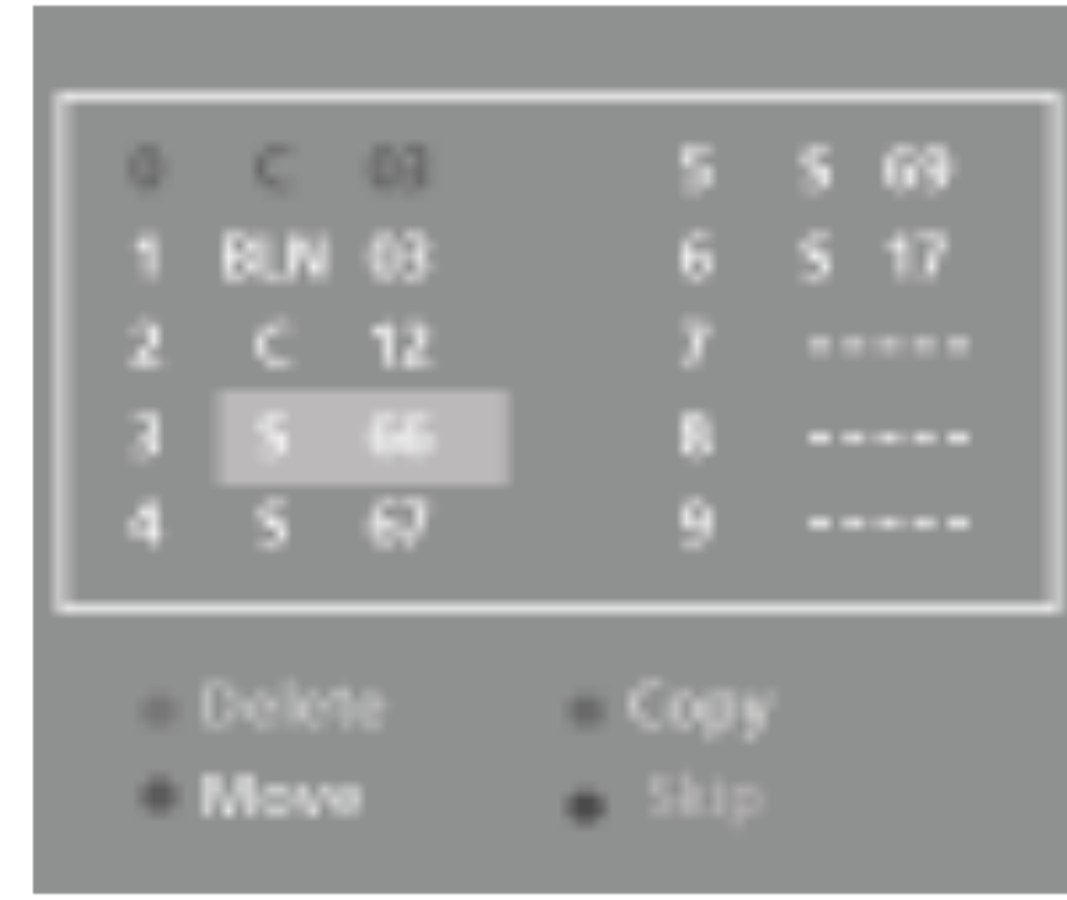 0 C 03
1 BLN 03
2 C 12
3 S 66
4 S 67
5 S 69
6 S 17
7 -----
8 -----
9 -----
Delete
Copy
Move
Skip